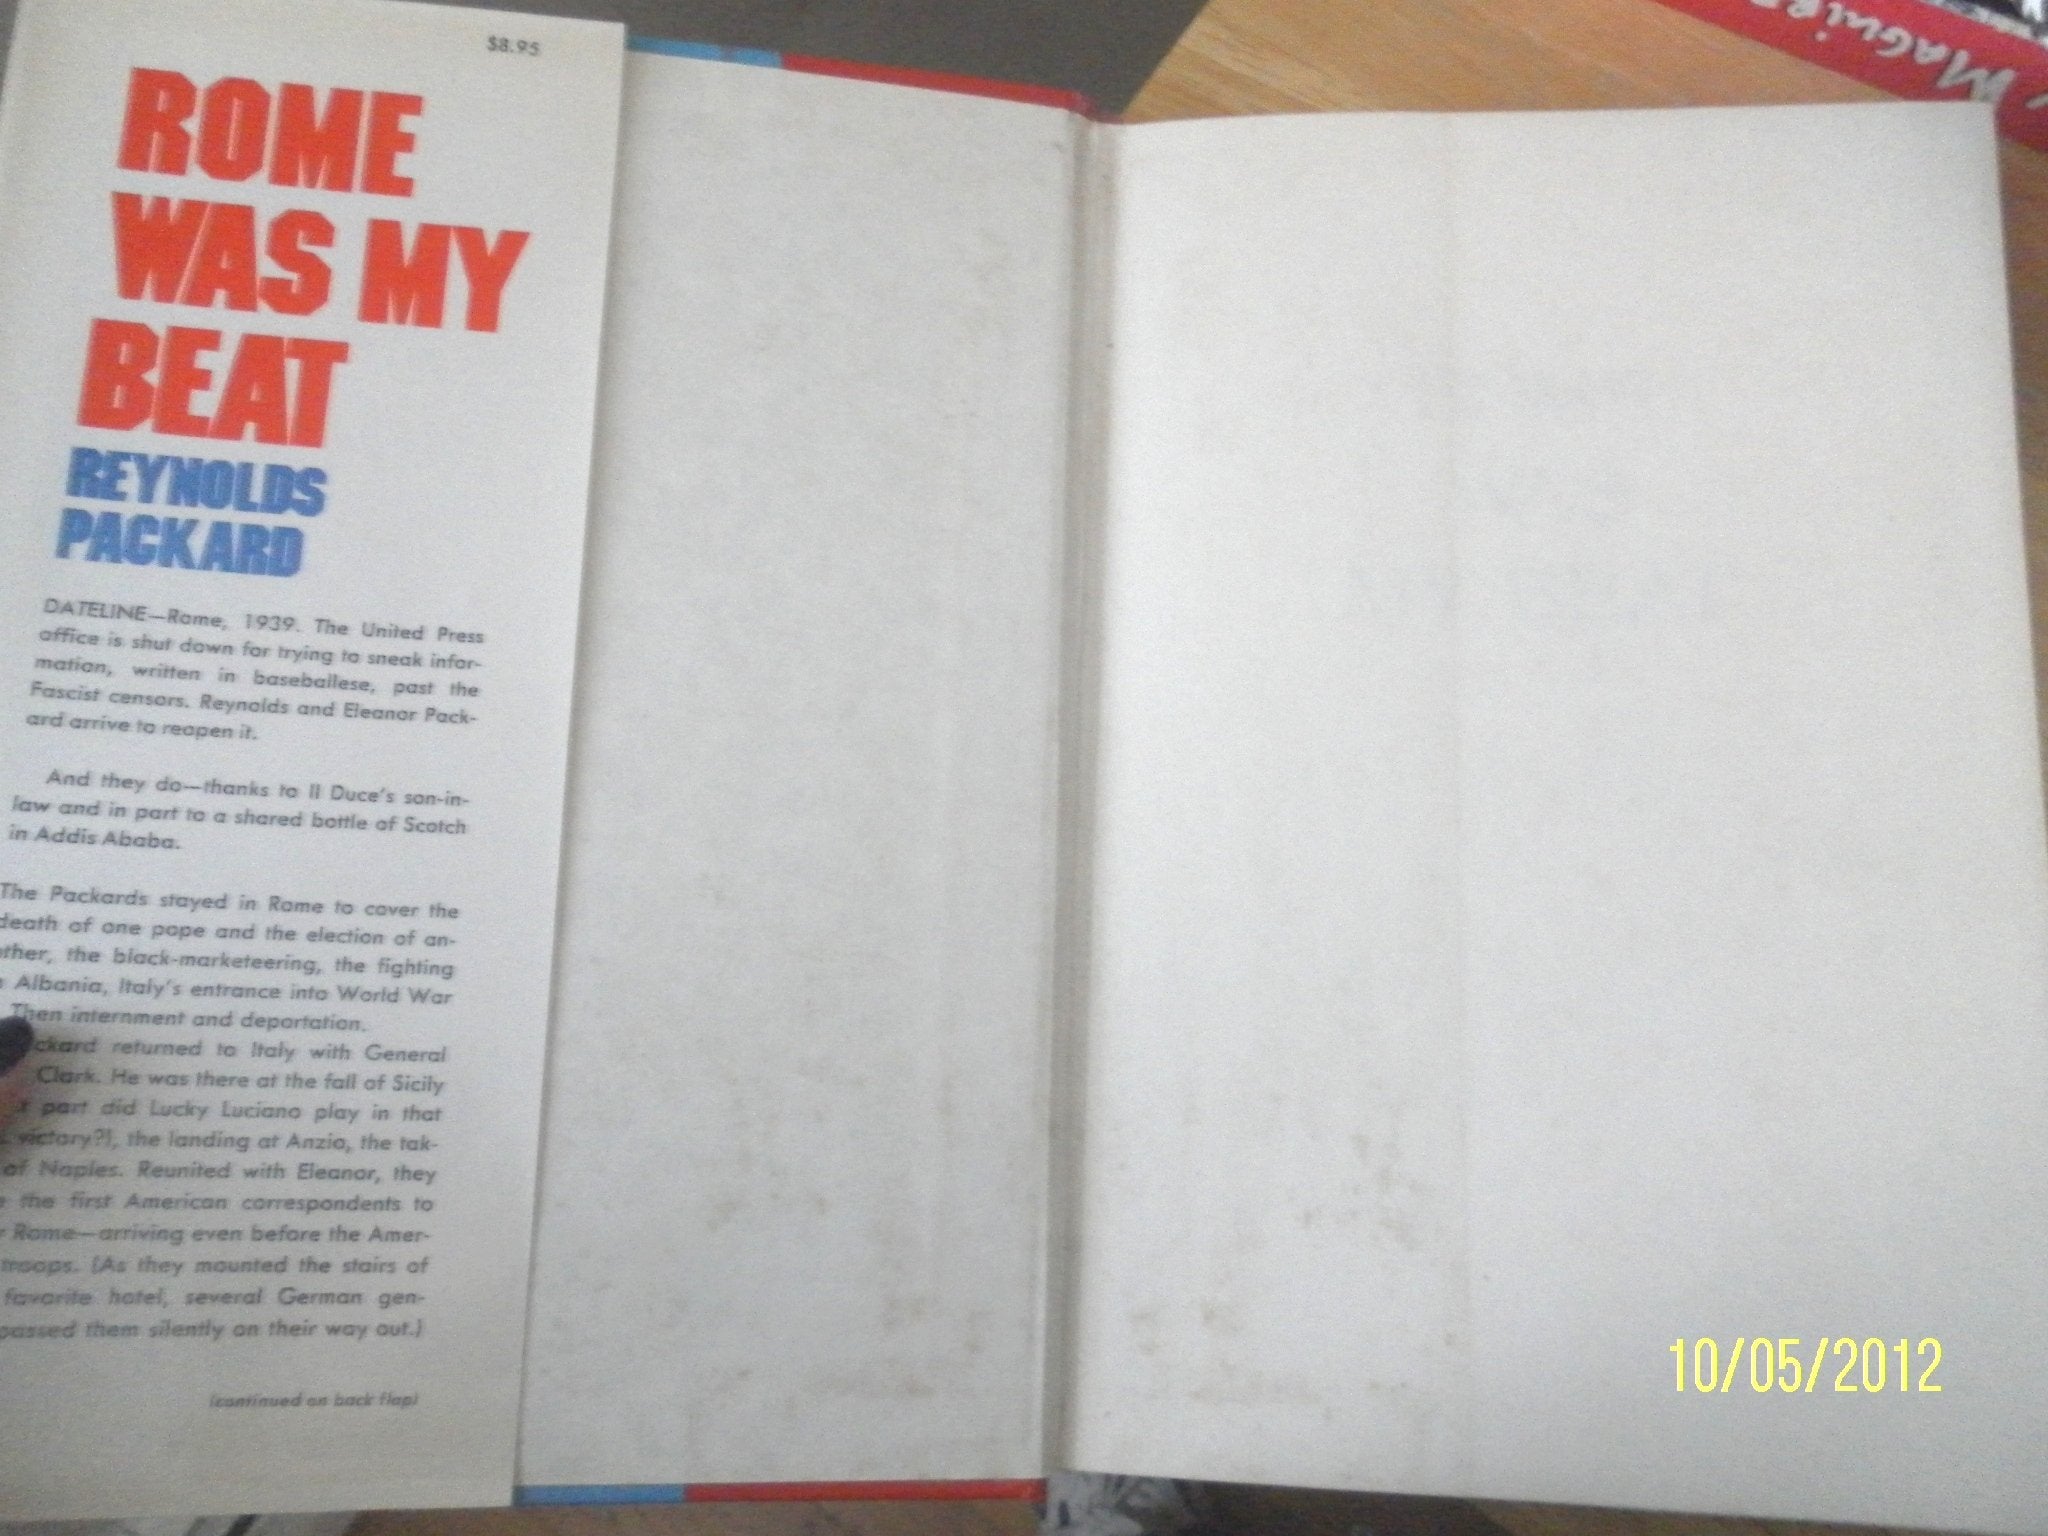 $8.95
ROME
WAS MY
BEAT
REYNOLDS
PACKARD
DATELINE—Rome, 1939. The United Press
office is shut down for trying to sneak infor-
mation, written in baseballese, past the
Fascist censors. Reynolds and Eleanor Pack-
ard arrive to reopen it.
And they do—thanks to Il Duce's son-in-
law and in part to a shared bottle of Scotch
in Addis Ababa.
The Packards stayed in Rome to cover the
death of one pope and the election of an-
other, the black-marketeering, the fighting
Albania, Italy's entrance into World War
Then internment and deportation.
ckard returned to Italy with General
Clark. He was there at the fall of Sicily
part did Lucky Luciano play in that
victory?), the landing at Anzio, the tak-
of Naples. Reunited with Eleanor, they
the first American correspondents to
Rome—arriving even before the Amer-
troops. (As they mounted the stairs of
favorite hotel, several German gen-
passed them silently on their way out.)
(continued on back flap)
MAGUIRE
10/05/2012